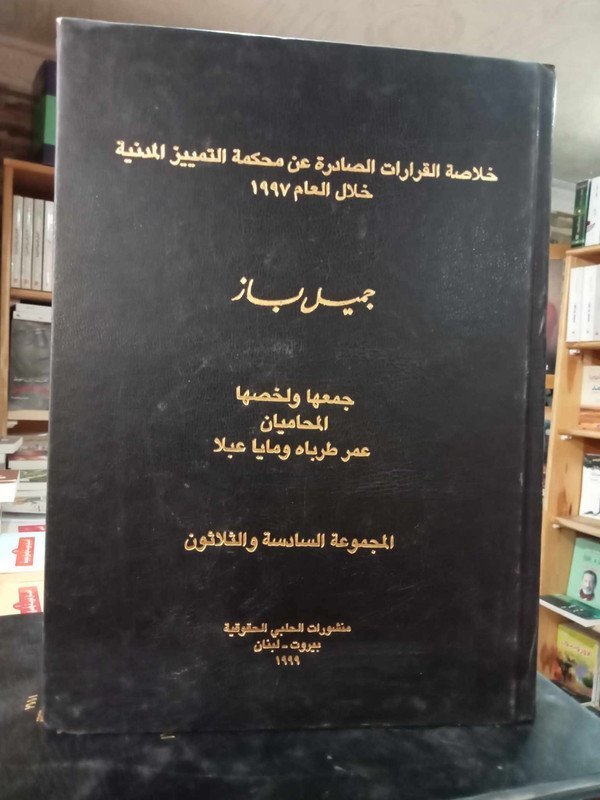 خلاصة القرارات الصادرة عن محكمة التمييز المدنية
خلال العام ١٩٩٧
جميل باز
جمعها ولخصها
المحاميان
عمر طرباه ومايا عبلا
المجموعة السادسة والثلاثون
منشورات الحلبي الحقوقية
بيروت - لبنان
١٩٩٩